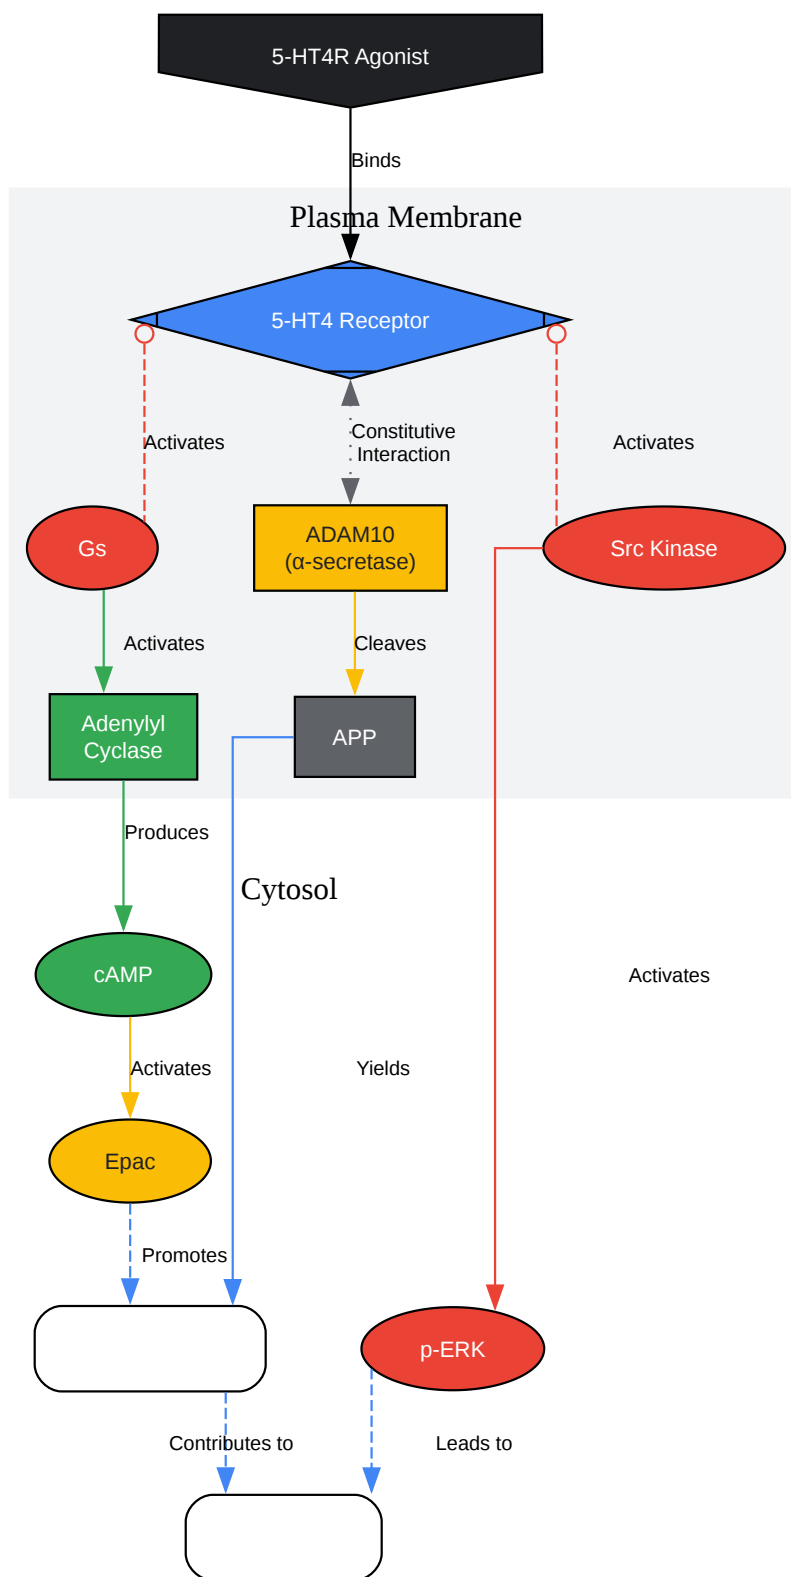 5-HT4R Agonist
Binds
Plasma Membrane
5-HT4 Receptor
Activates
Constitutive
Interaction
Activates
Gs
ADAM10
(α-secretase)
Src Kinase
Activates
Cleaves
Adenylyl
Cyclase
APP
Produces
Cytosol
cAMP
Activates
Activates
Yields
Epac
Promotes
p-ERK
Contributes to
Leads to